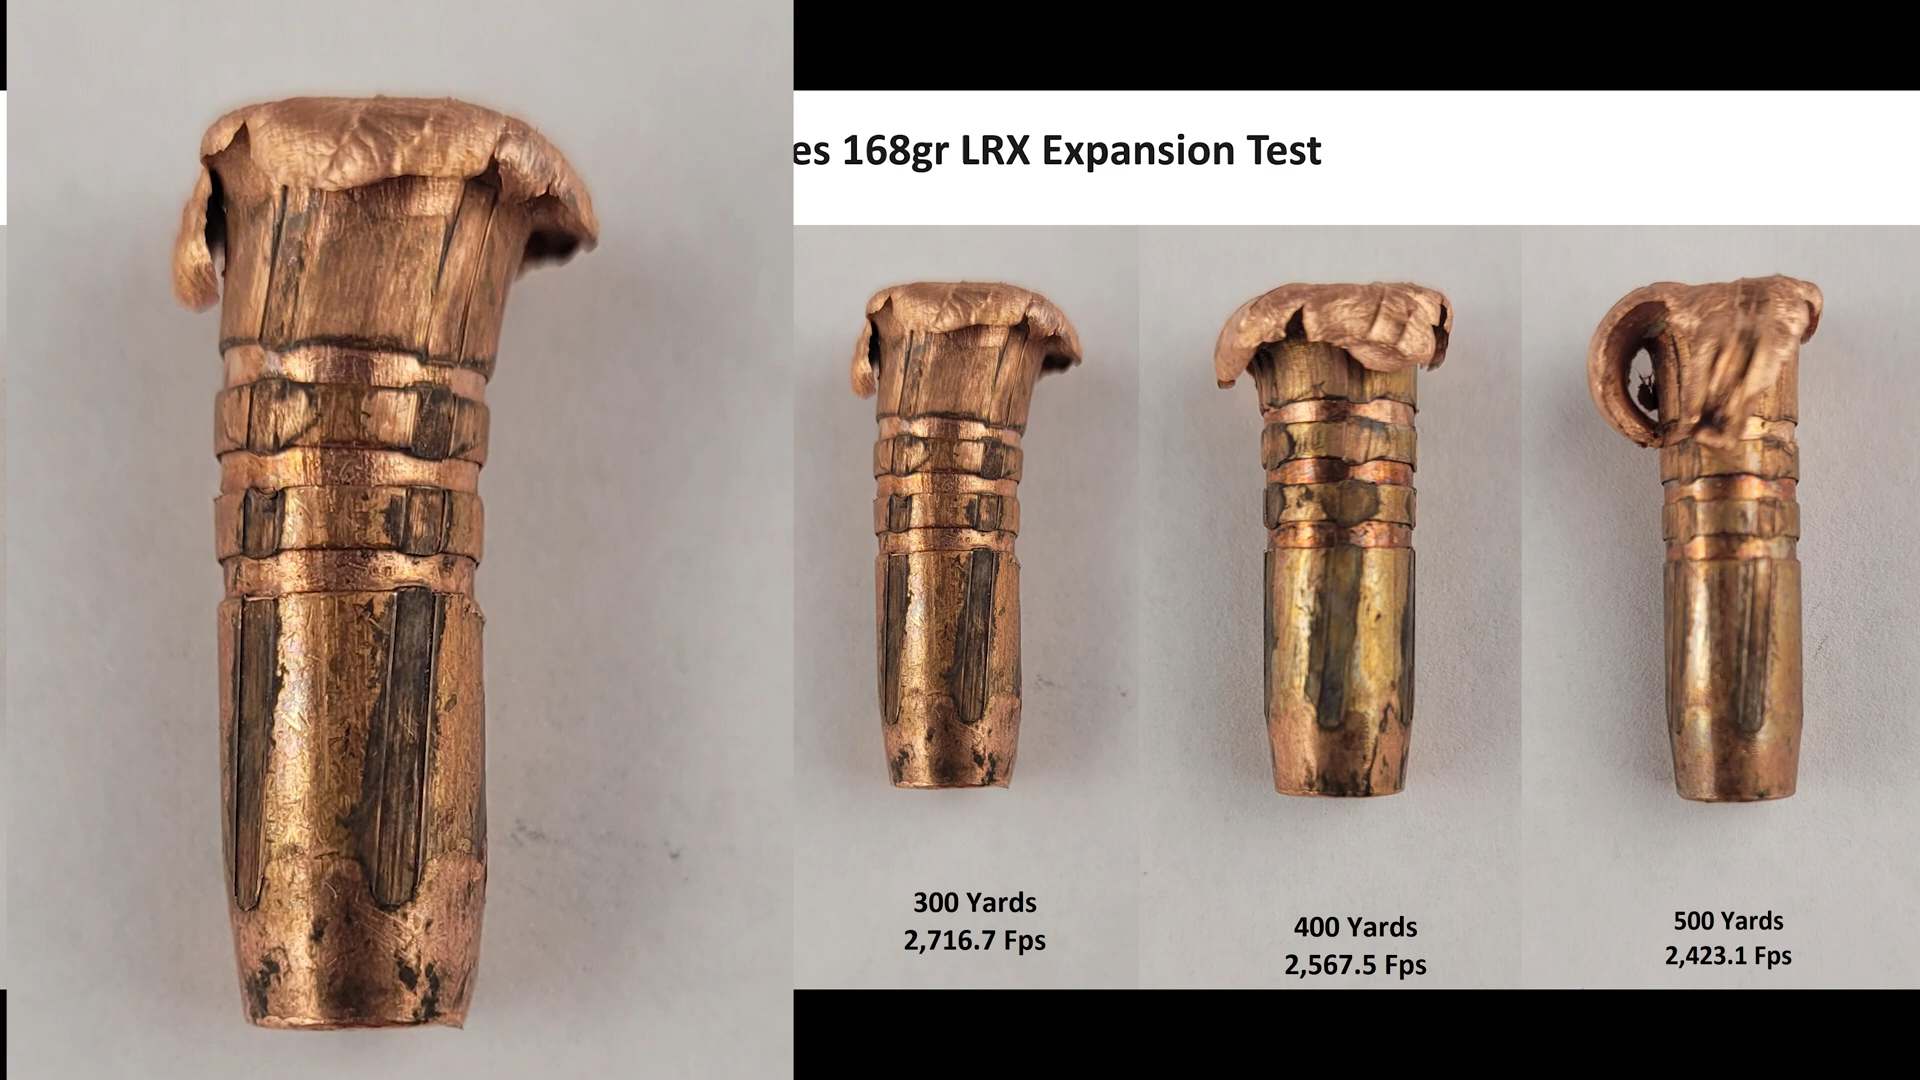 es 168gr LRX Expansion Test
300 Yards
2,716.7 Fps
400 Yards
2,567.5 Fps
500 Yards
2,423.1 Fps